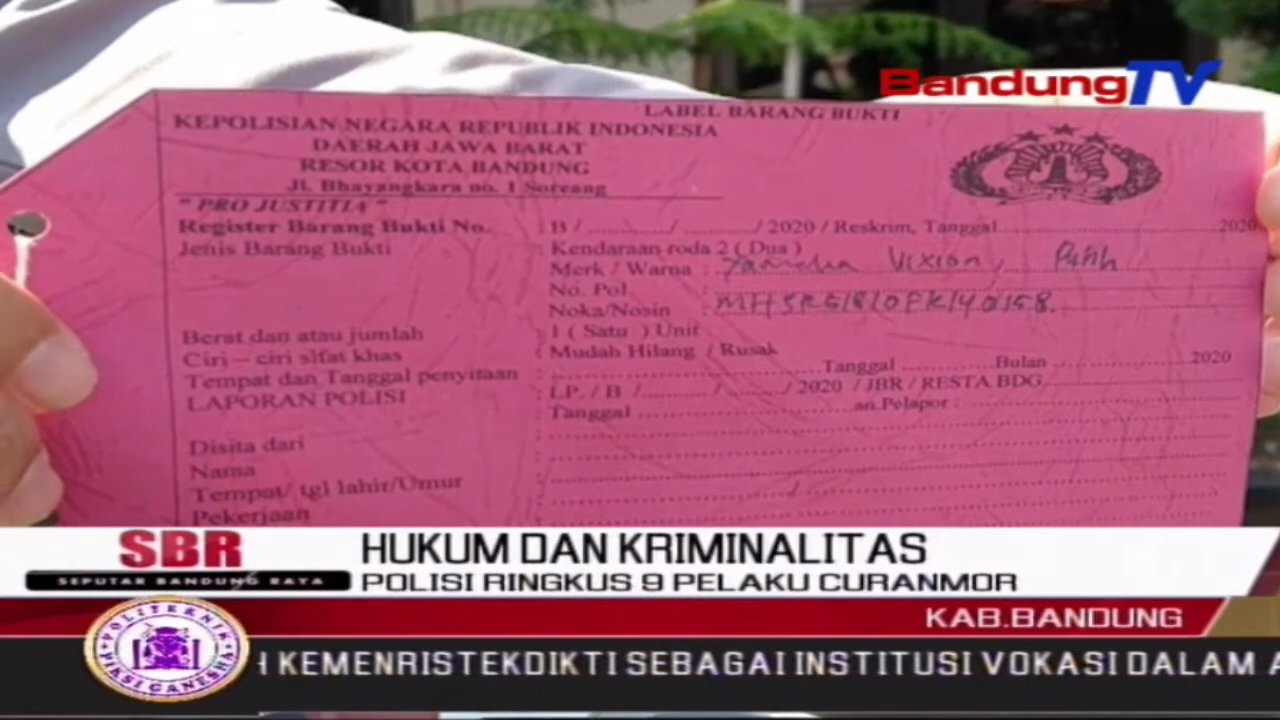 BandungTV
LABEL BARANG BUKTI
KEPOLISIAN NEGARA REPUBLIK INDONESIA
DAERAH JAWA BARAT
RESOR KOTA BANDUNG
Jl. Bhayangkara no. 1 Soreang
" PRO JUSTITIA "
Register Barang Bukti No. : B / ........ / ........ / 2020 / Reskrim, Tanggal ........ 2020
Jenis Barang Bukti : Kendaraan roda 2 ( Dua )
Merk / Warna : Yamaha Vixion, Putih
No. Pol :
Noka/Nosin :
Berat dan atau jumlah : 1 ( Satu ) Unit
Ciri – ciri sifat khas : Mudah Hilang / Rusak
Tempat dan Tanggal penyitaan : ........ Tanggal ........ Bulan ........ 2020
LAPORAN POLISI : LP. / B / ........ / ........ / 2020 / JBR / RESTA BDG
: Tanggal ........ an.Pelapor : ........
Disita dari :
Nama :
Tempat/ tgl lahir/Umur :
Pekerjaan :
SBR
SEPUTAR BANDUNG RAYA
HUKUM DAN KRIMINALITAS
POLISI RINGKUS 9 PELAKU CURANMOR
KAB.BANDUNG
POLITEKNIK
PIKSI GANESHA
H KEMENRISTEKDIKTI SEBAGAI INSTITUSI VOKASI DALAM A